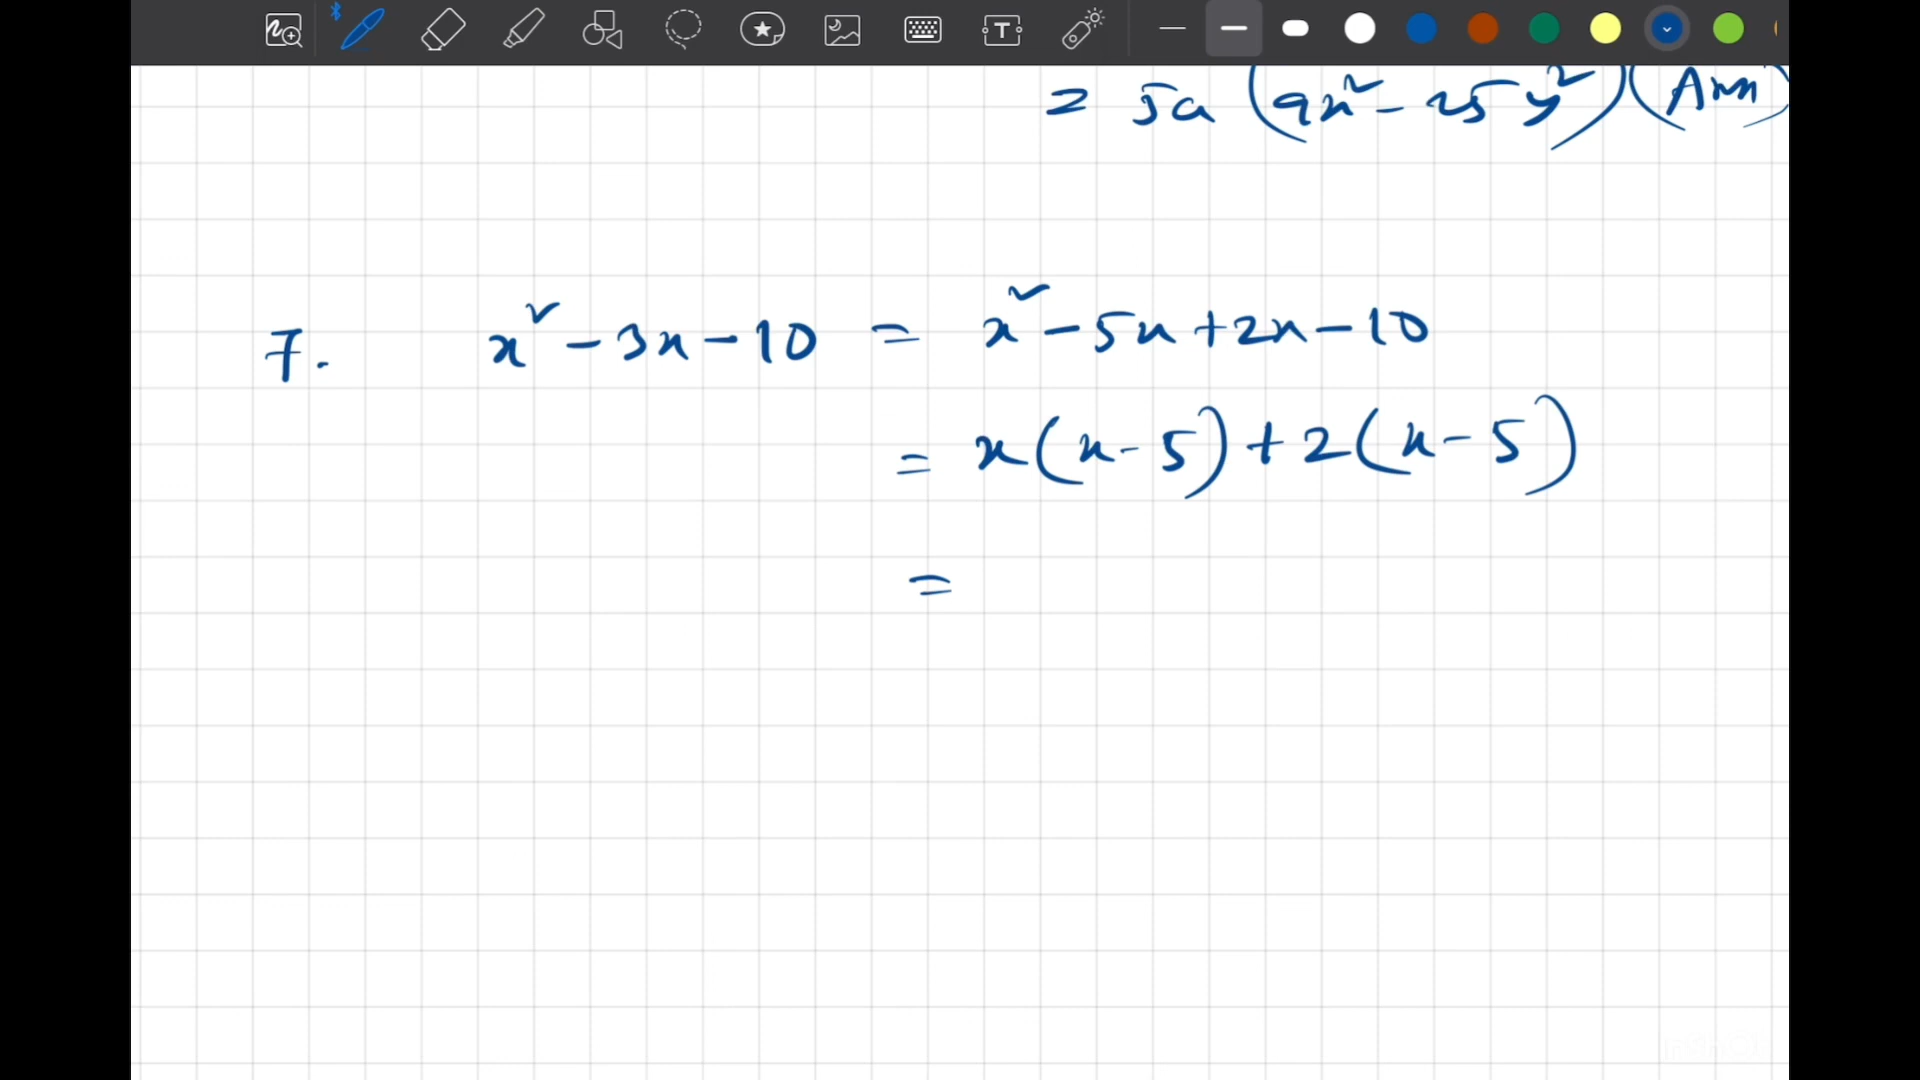 = 5a (9x² - 25y²) (Ans)
7. x² - 3x - 10 = x² - 5x + 2x - 10
= x(x - 5) + 2(x - 5)
=